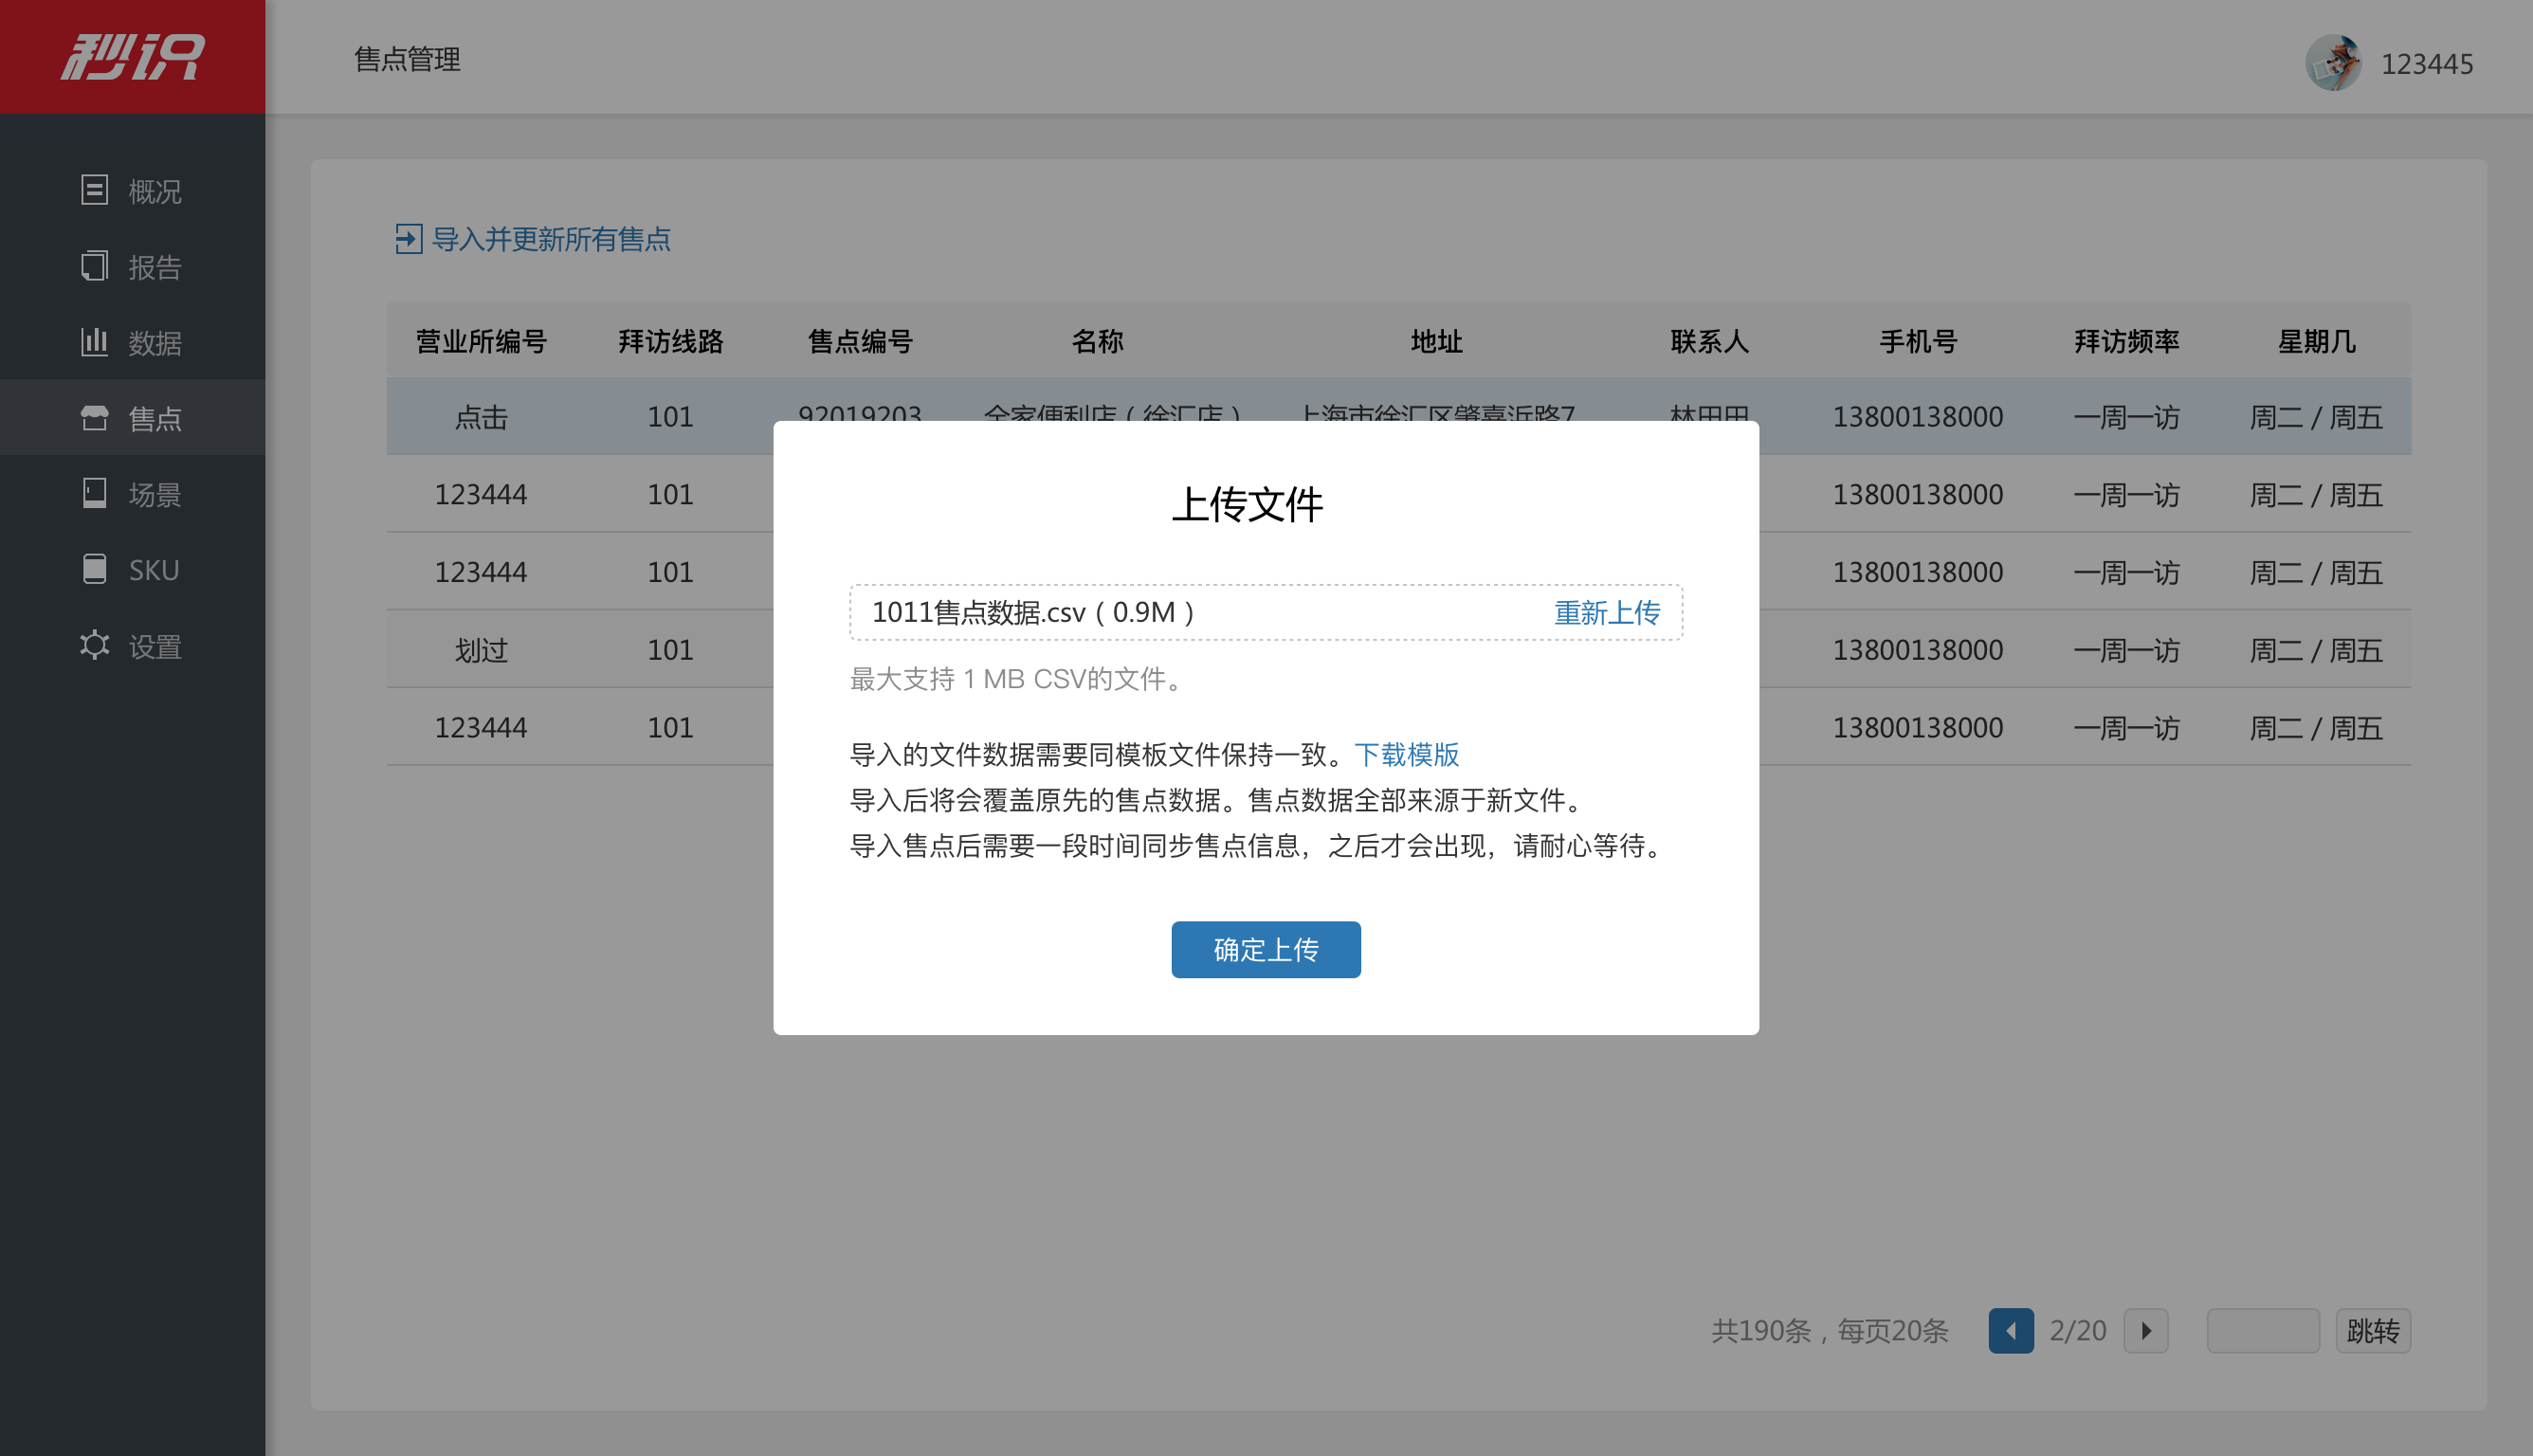 秒识
售点管理
123445
概况
报告
数据
售点
场景
SKU
设置
导入并更新所有售点
营业所编号 拜访线路 售点编号 名称 地址 联系人 手机号 拜访频率 星期几
点击 101 92019203 全家便利店（徐汇店） 上海市徐汇区肇嘉浜路7 林田田 13800138000 一周一访 周二 / 周五
123444 101 13800138000 一周一访 周二 / 周五
123444 101 13800138000 一周一访 周二 / 周五
划过 101 13800138000 一周一访 周二 / 周五
123444 101 13800138000 一周一访 周二 / 周五
上传文件
1011售点数据.csv（0.9M） 重新上传
最大支持 1 MB CSV的文件。
导入的文件数据需要同模板文件保持一致。下载模版
导入后将会覆盖原先的售点数据。售点数据全部来源于新文件。
导入售点后需要一段时间同步售点信息，之后才会出现，请耐心等待。
确定上传
共190条，每页20条 2/20 跳转